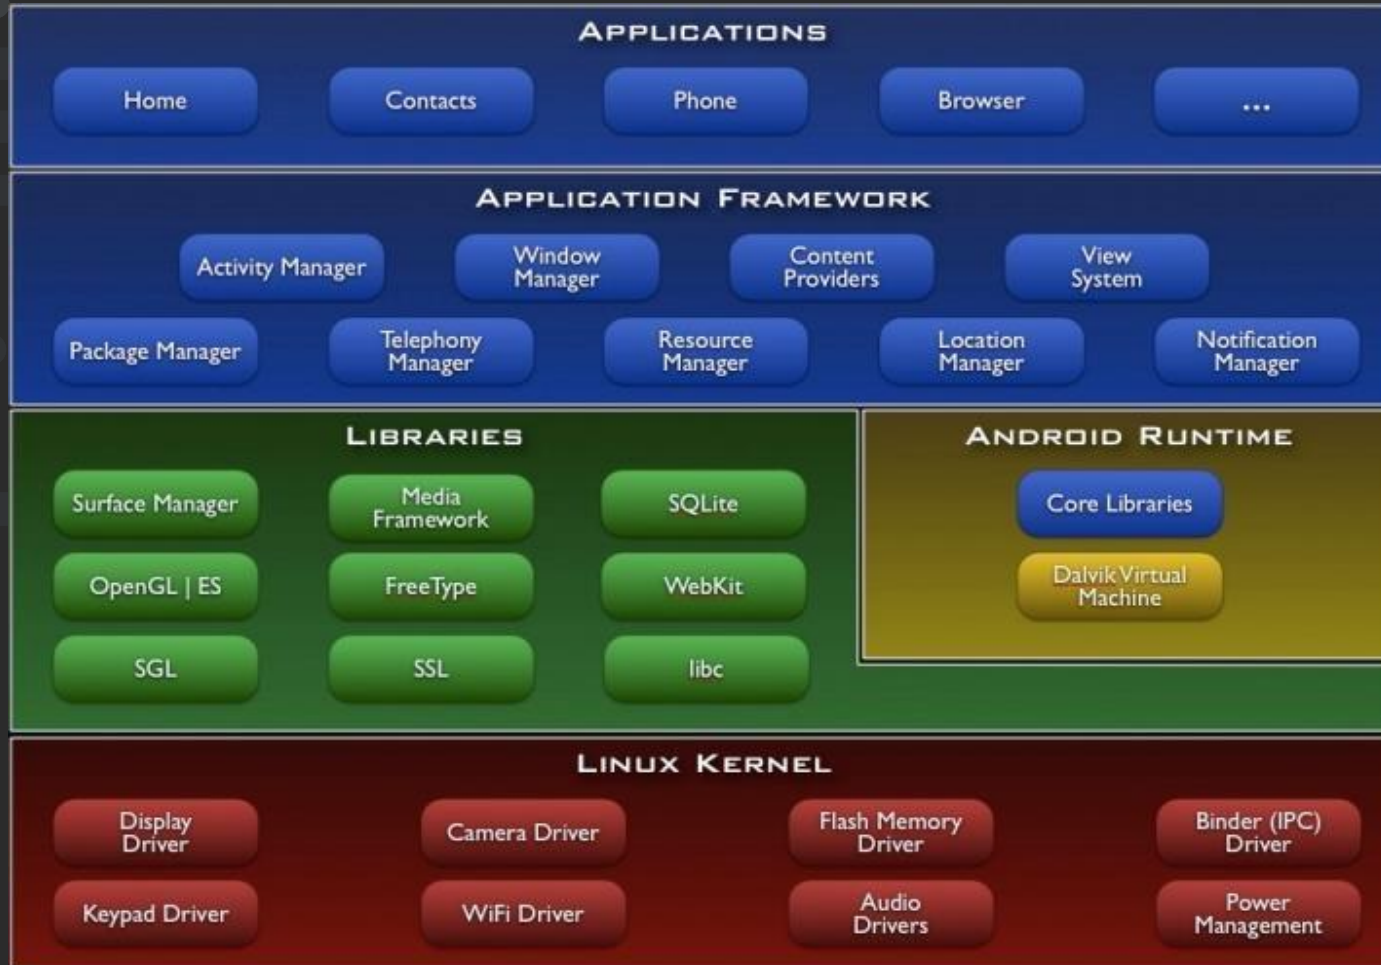 APPLICATIONS
Home
Contacts
Phone
Browser
...
APPLICATION FRAMEWORK
Activity Manager
Window
Manager
Content
Providers
View
System
Package Manager
Telephony
Manager
Resource
Manager
Location
Manager
Notification
Manager
LIBRARIES
Surface Manager
Media
Framework
SQLite
OpenGL | ES
FreeType
WebKit
SGL
SSL
libc
ANDROID RUNTIME
Core Libraries
Dalvik Virtual
Machine
LINUX KERNEL
Display
Driver
Camera Driver
Flash Memory
Driver
Binder (IPC)
Driver
Keypad Driver
WiFi Driver
Audio
Drivers
Power
Management